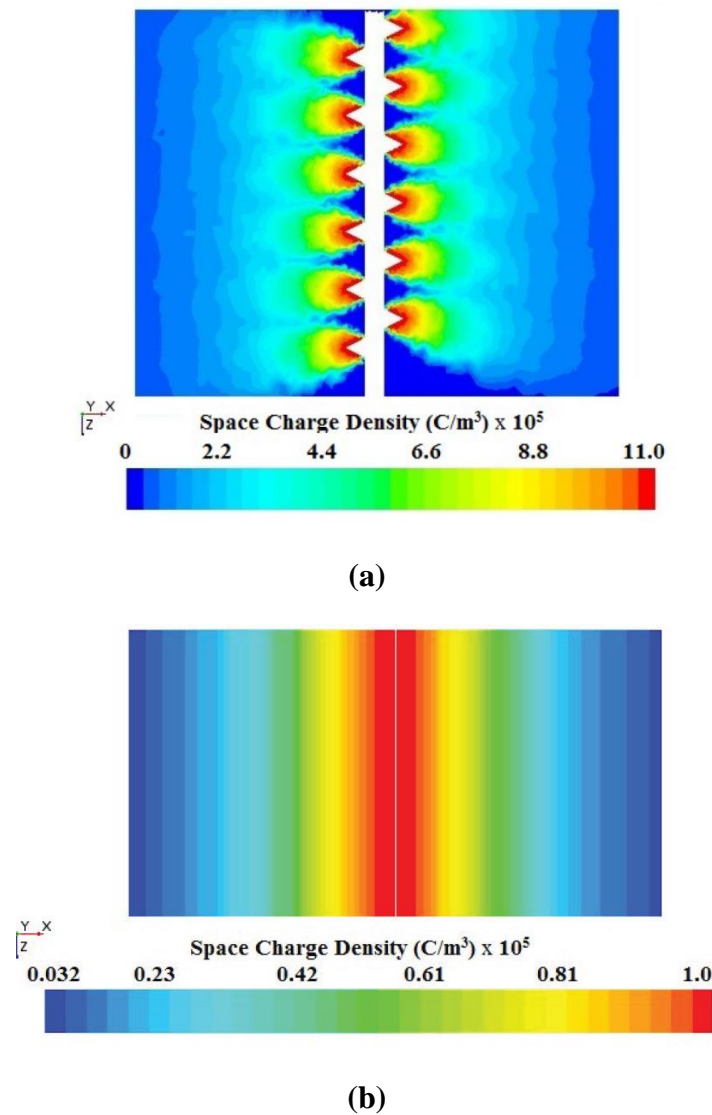 Y X
Z
Space Charge Density (C/m³) x 10⁵
0 2.2 4.4 6.6 8.8 11.0
(a)
Y X
Z
Space Charge Density (C/m³) x 10⁵
0.032 0.23 0.42 0.61 0.81 1.0
(b)